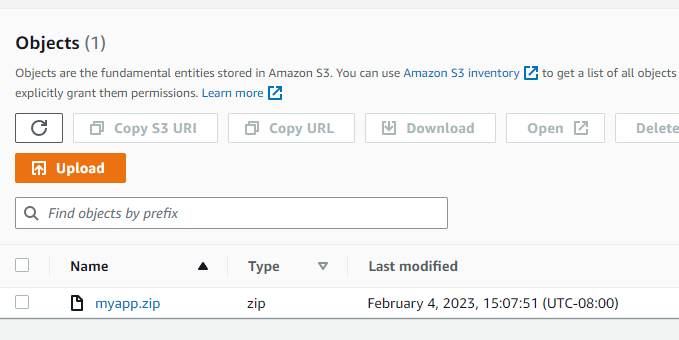 Objects (1)
Objects are the fundamental entities stored in Amazon S3. You can use Amazon S3 inventory to get a list of all objects
explicitly grant them permissions. Learn more
Copy S3 URI Copy URL Download Open Delete
Upload
Find objects by prefix
Name Type Last modified
myapp.zip zip February 4, 2023, 15:07:51 (UTC-08:00)